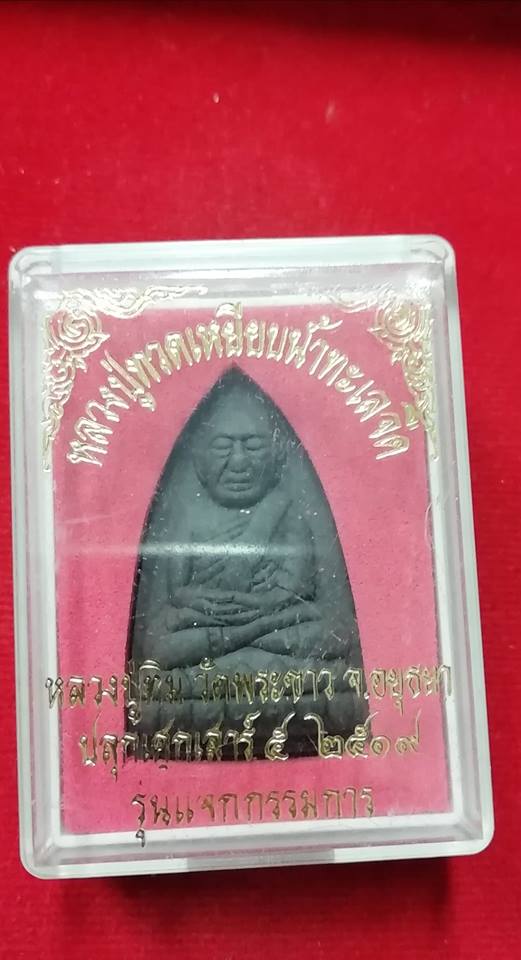 หลวงปู่ทวดเหยียบน้ำทะเลจืด
หลวงปู่ทิม วัดพระขาว จ.อยุธยา
ปลุกเศกเสาร์ ๕ ๒๕๑๙
รุ่นแจกกรรมการ